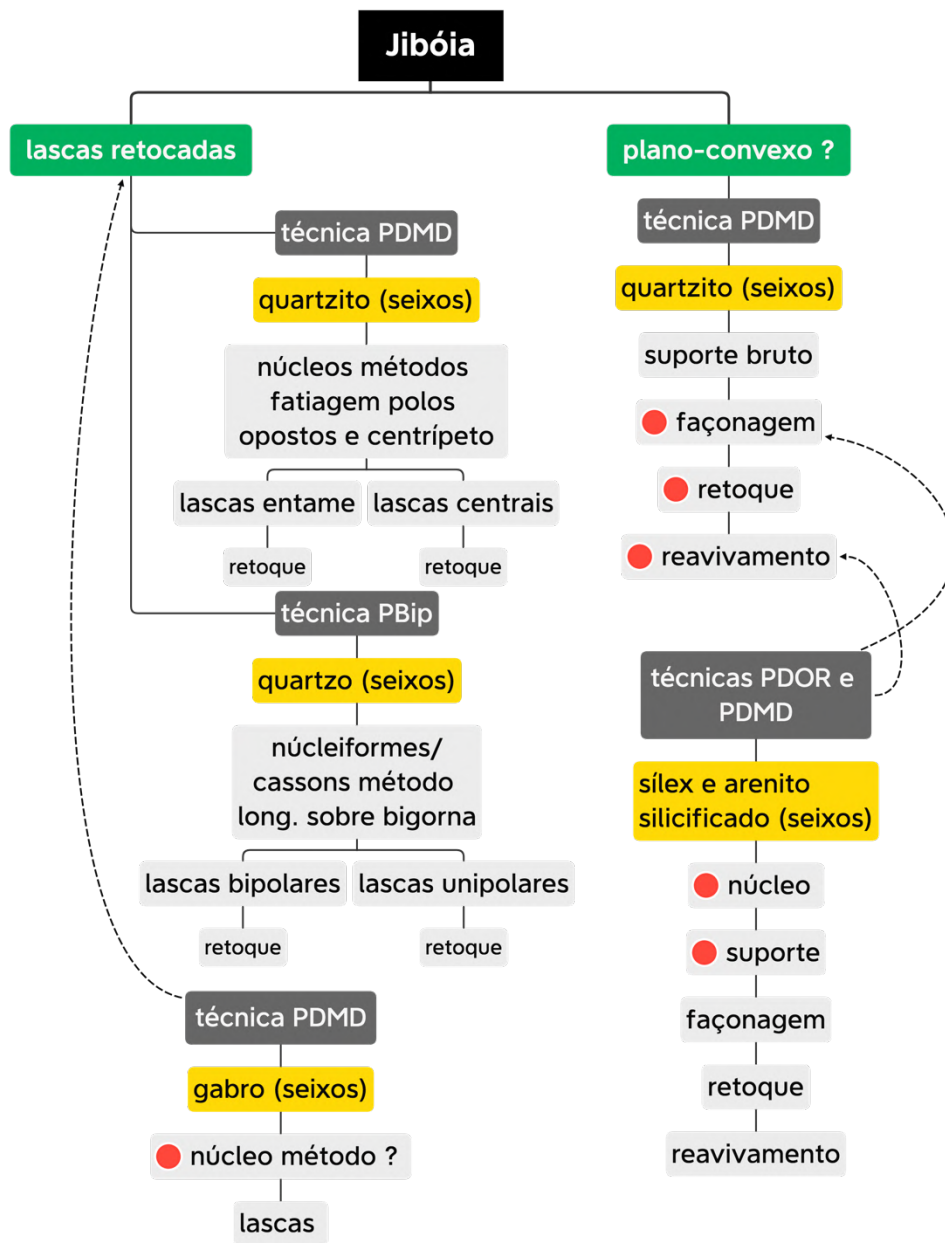 Jibóia
lascas retocadas
técnica PDMD
quartzito (seixos)
núcleos métodos
fatiagem polos
opostos e centrípeto
lascas entame
lascas centrais
retoque
retoque
técnica PBip
quartzo (seixos)
núcleiformes/
cassons método
long. sobre bigorna
lascas bipolares
lascas unipolares
retoque
retoque
técnica PDMD
gabro (seixos)
núcleo método ?
lascas
plano-convexo ?
técnica PDMD
quartzito (seixos)
suporte bruto
façonagem
retoque
reavivamento
técnicas PDOR e
PDMD
sílex e arenito
silicificado (seixos)
núcleo
suporte
façonagem
retoque
reavivamento